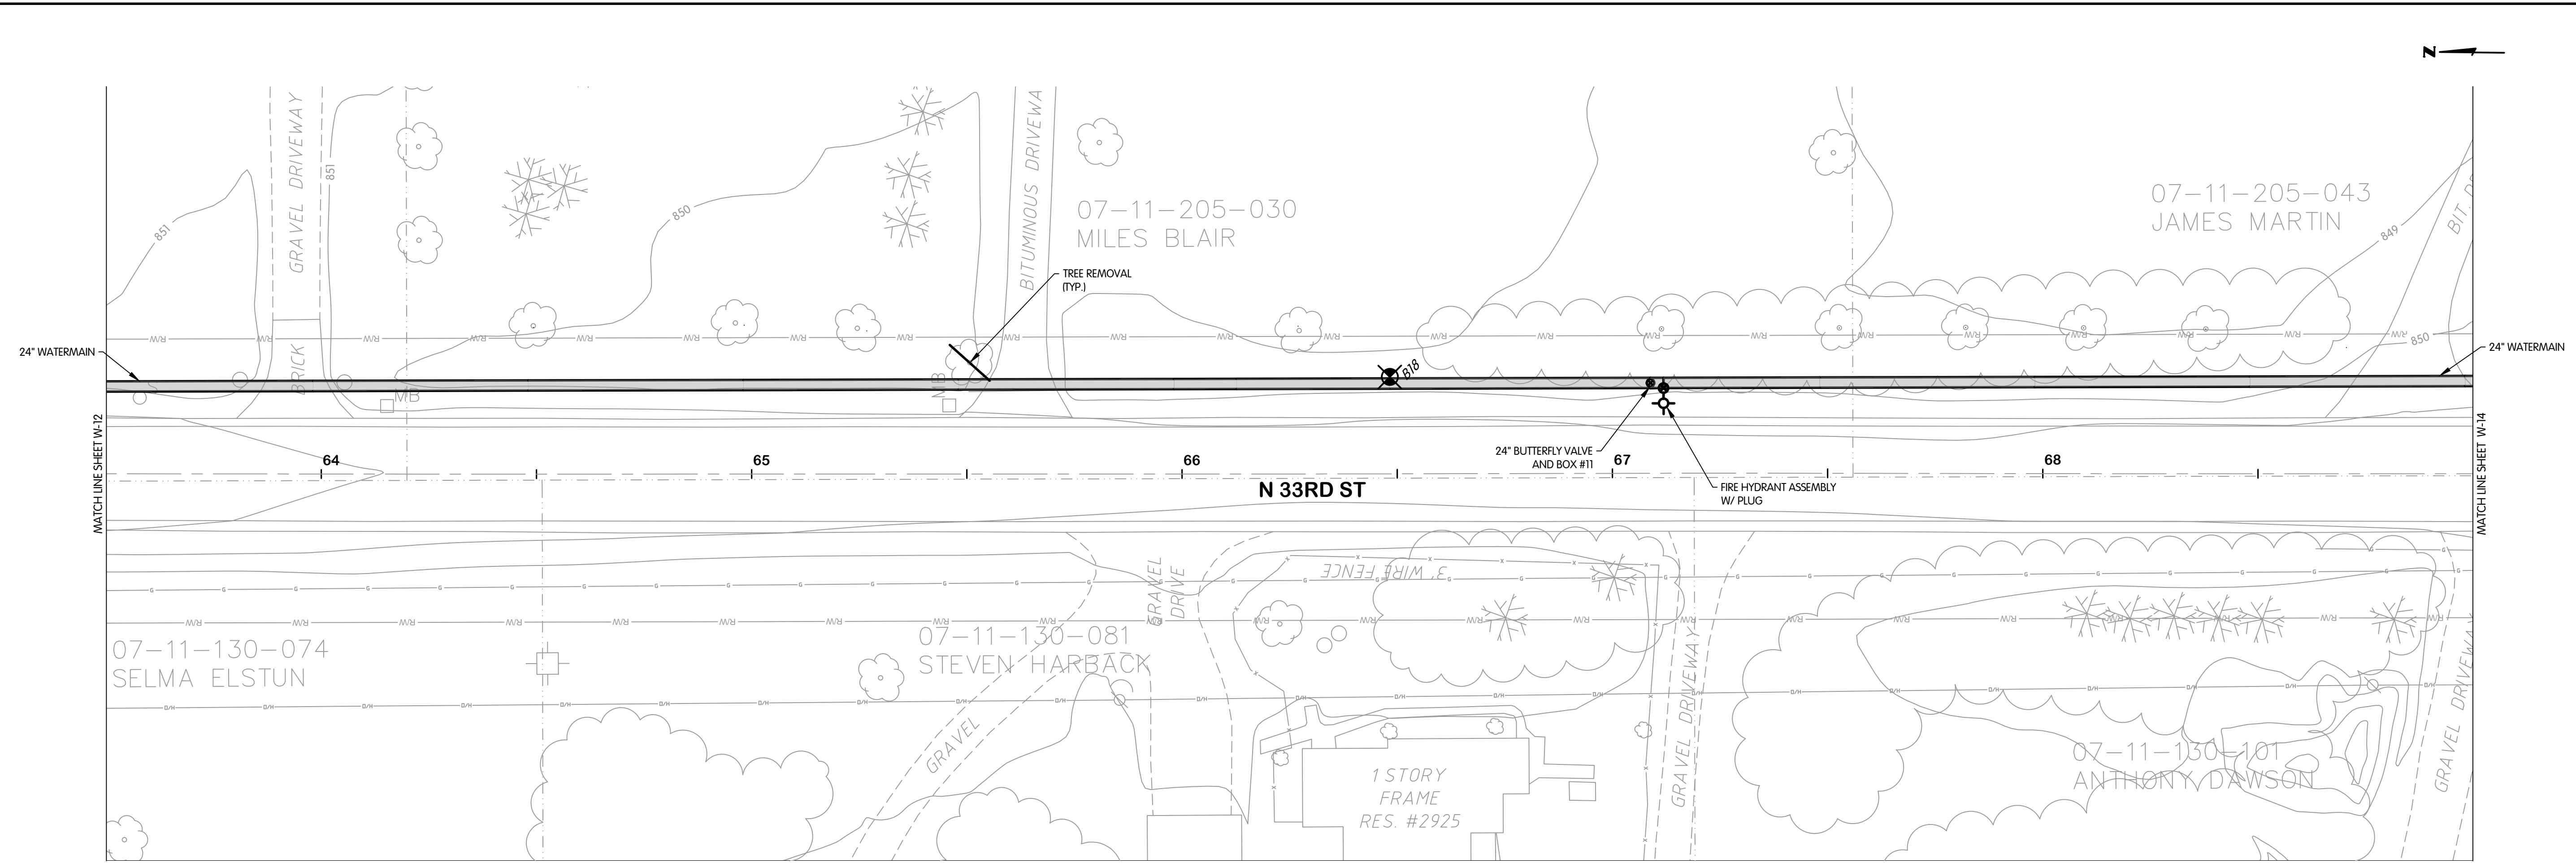 N
GRAVEL DRIVEWAY
851
851
850
BITUMINOUS DRIVEWA
07-11-205-030
MILES BLAIR
07-11-205-043
JAMES MARTIN
849
BIT. DR
TREE REMOVAL
(TYP.)
R/W R/W R/W R/W R/W R/W R/W R/W R/W R/W R/W R/W R/W R/W R/W R/W R/W R/W R/W R/W R/W R/W
24" WATERMAIN
BRICK
MB
MB
B18
850
24" WATERMAIN
MATCH LINE SHEET W-12
MATCH LINE SHEET W-14
24" BUTTERFLY VALVE
AND BOX #11
64
65
66
67
68
N 33RD ST
FIRE HYDRANT ASSEMBLY
W/ PLUG
GRAVEL
DRIVE
3' WIRE FENCE
07-11-130-074
SELMA ELSTUN
07-11-130-081
STEVEN HARBACK
GRAVEL
GRAVEL DRIVEWAY
1 STORY
FRAME
RES. #2925
07-11-130-101
ANTHONY DAWSON
GRAVEL DRIVEWA